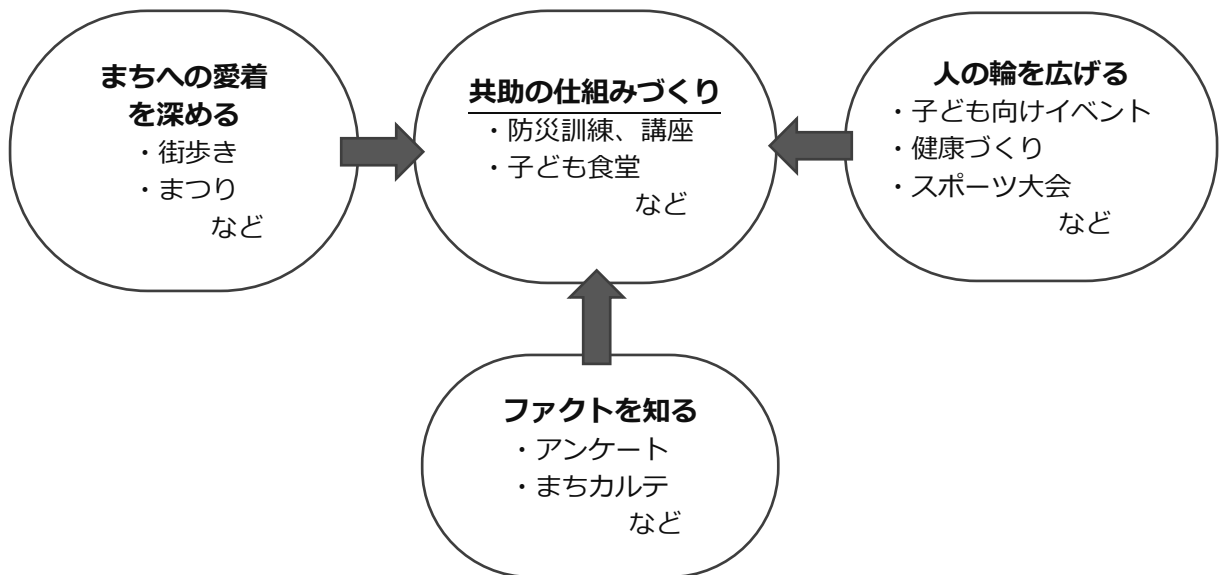 まちへの愛着
を深める
・街歩き
・まつり
など
共助の仕組みづくり
・防災訓練、講座
・子ども食堂
など
人の輪を広げる
・子ども向けイベント
・健康づくり
・スポーツ大会
など
ファクトを知る
・アンケート
・まちカルテ
など